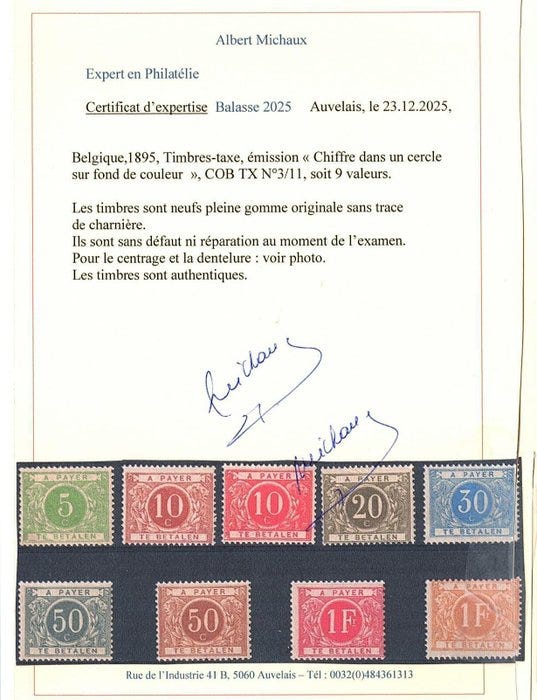 Albert Michaux
Expert en Philatélie
Certificat d'expertise Balasse 2025 Auvelais, le 23.12.2025,
Belgique,1895, Timbres-taxe, émission « Chiffre dans un cercle
sur fond de couleur », COB TX N°3/11, soit 9 valeurs.
Les timbres sont neufs pleine gomme originale sans trace
de charnière.
Ils sont sans défaut ni réparation au moment de l'examen.
Pour le centrage et la dentelure : voir photo.
Les timbres sont authentiques.
Michaux
Michaux
A PAYER
5
C
TE BETALEN
A PAYER
10
C
TE BETALEN
A PAYER
10
C
TE BETALEN
A PAYER
20
C
TE BETALEN
A PAYER
30
C
TE BETALEN
A PAYER
50
C
TE BETALEN
A PAYER
50
C
TE BETALEN
A PAYER
1F
TE BETALEN
A PAYER
1F
TE BETALEN
Rue de l'Industrie 41 B, 5060 Auvelais – Tél : 0032(0)484361313